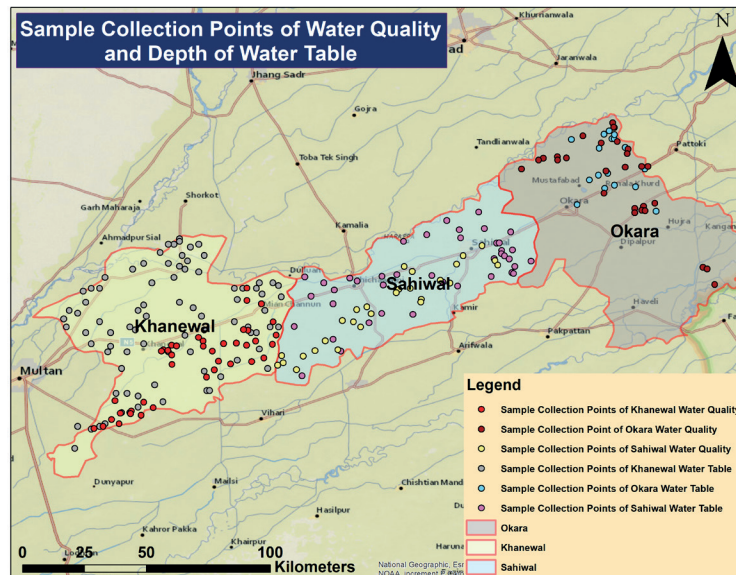 Sample Collection Points of Water Quality
and Depth of Water Table
N
Khurrianwala
Jaranwala
Jhang Sadr
Gojra
Tandlianwala
Pattoki
Toba Tek Singh
Mustafabad
Okara
Okara
Hujra
Dipalpur
Garh Maharaja
Shorkot
Kamalia
Ahmadpur Sial
Sahiwal
Sahiwal
Haveli
Mian Channun
Khanewal
Pakpattan
Arifwala
Multan
Vihari
Dunyapur
Mailsi
Chishtian Mand
Hasilpur
Kahror Pakka
Khairpur
Legend
Sample Collection Points of Khanewal Water Quality
Sample Collection Point of Okara Water Quality
Sample Collection Points of Sahiwal Water Quality
Sample Collection Points of Khanewal Water Table
Sample Collection Points of Okara Water Table
Sample Collection Points of Sahiwal Water Table
Okara
Khanewal
Sahiwal
0 25 50 100
Kilometers
National Geographic, Esr